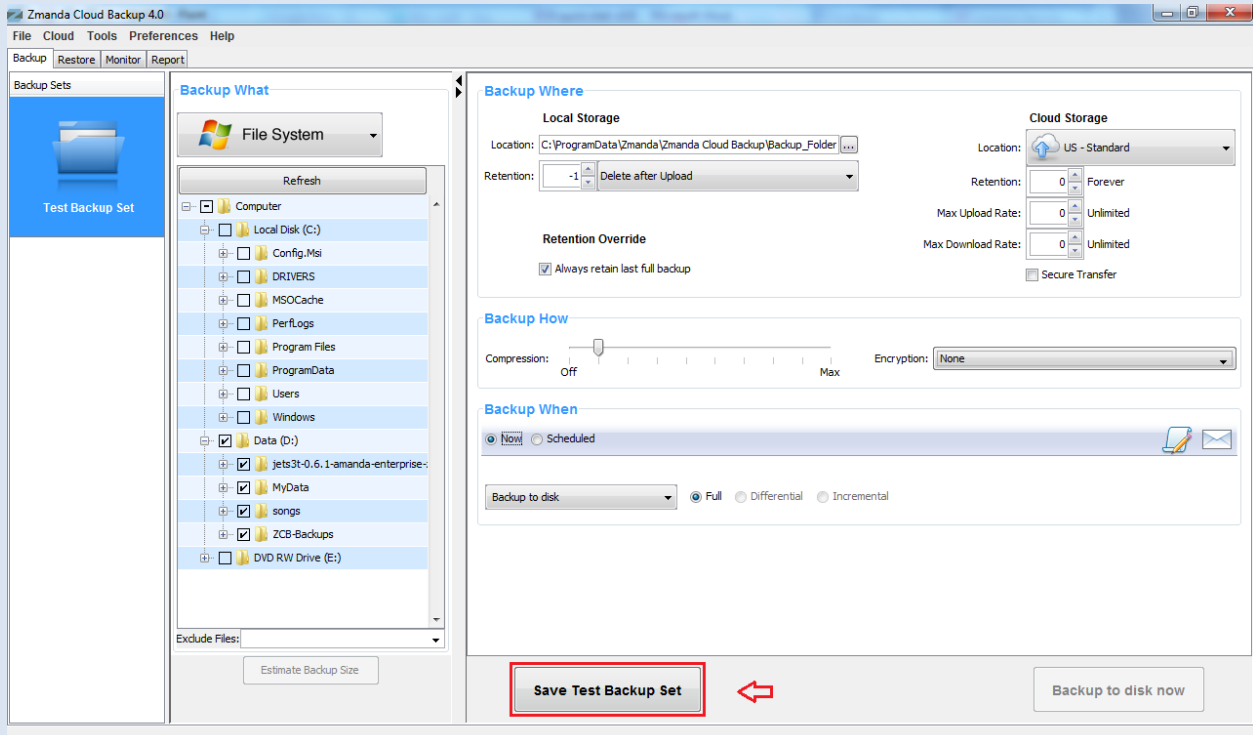 Zmanda Cloud Backup 4.0
File Cloud Tools Preferences Help
Backup Restore Monitor Report
Backup Sets
Test Backup Set
Backup What
File System
Refresh
Computer
Local Disk (C:)
Config.Msi
DRIVERS
MSOCache
PerfLogs
Program Files
ProgramData
Users
Windows
Data (D:)
jets3t-0.6.1-amanda-enterprise-
MyData
songs
ZCB-Backups
DVD RW Drive (E:)
Exclude Files:
Estimate Backup Size
Backup Where
Local Storage
Location: C:\ProgramData\Zmanda\Zmanda Cloud Backup\Backup_Folder ...
Retention: -1 Delete after Upload
Retention Override
Always retain last full backup
Cloud Storage
Location: US - Standard
Retention: 0 Forever
Max Upload Rate: 0 Unlimited
Max Download Rate: 0 Unlimited
Secure Transfer
Backup How
Compression:
Off Max
Encryption: None
Backup When
Now Scheduled
Backup to disk Full Differential Incremental
Save Test Backup Set
Backup to disk now